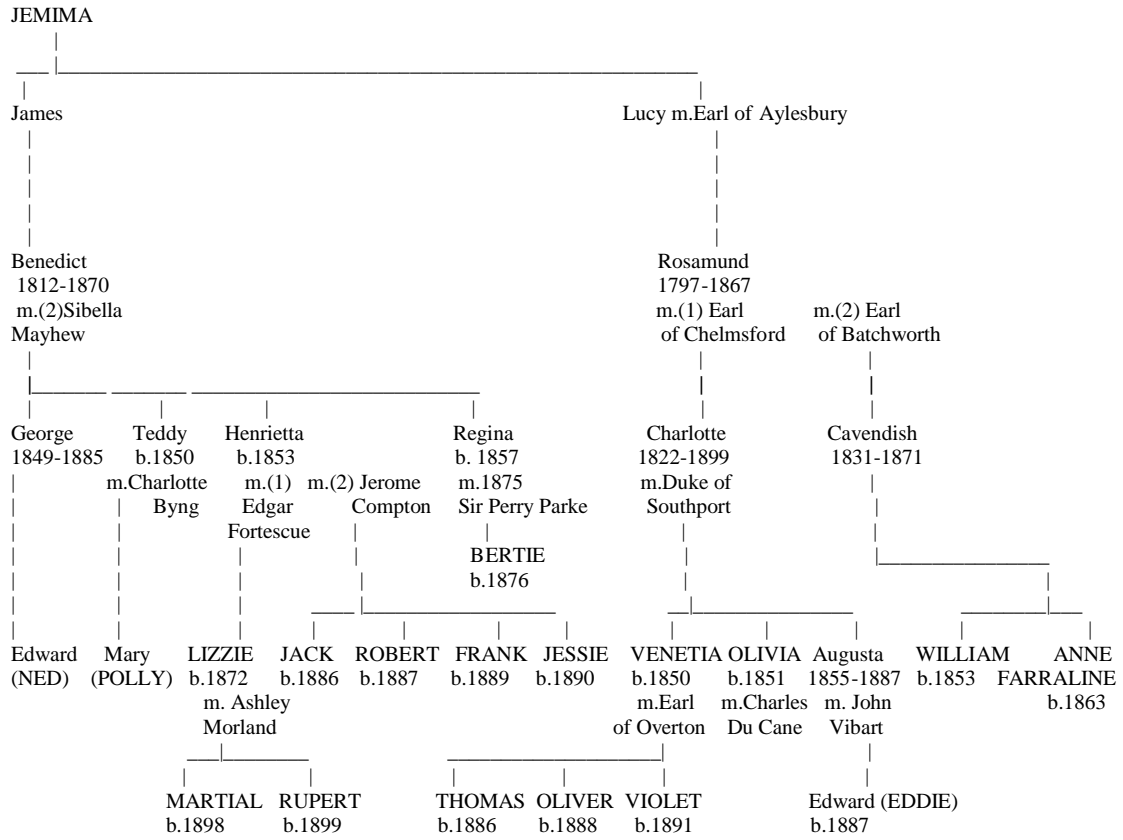 JEMIMA
James Lucy m.Earl of Aylesbury
Benedict Rosamund
1812-1870 1797-1867
m.(2)Sibella m.(1) Earl m.(2) Earl
Mayhew of Chelmsford of Batchworth
George Teddy Henrietta Regina Charlotte Cavendish
1849-1885 b.1850 b.1853 b. 1857 1822-1899 1831-1871
m.Charlotte m.(1) m.(2) Jerome m.1875 m.Duke of
Byng Edgar Compton Sir Perry Parke Southport
Fortescue
BERTIE
b.1876
Edward Mary LIZZIE JACK ROBERT FRANK JESSIE VENETIA OLIVIA Augusta WILLIAM ANNE
(NED) (POLLY) b.1872 b.1886 b.1887 b.1889 b.1890 b.1850 b.1851 1855-1887 b.1853 FARRALINE
m. Ashley m.Earl m.Charles m. John b.1863
Morland of Overton Du Cane Vibart
MARTIAL RUPERT THOMAS OLIVER VIOLET Edward (EDDIE)
b.1898 b.1899 b.1886 b.1888 b.1891 b.1887